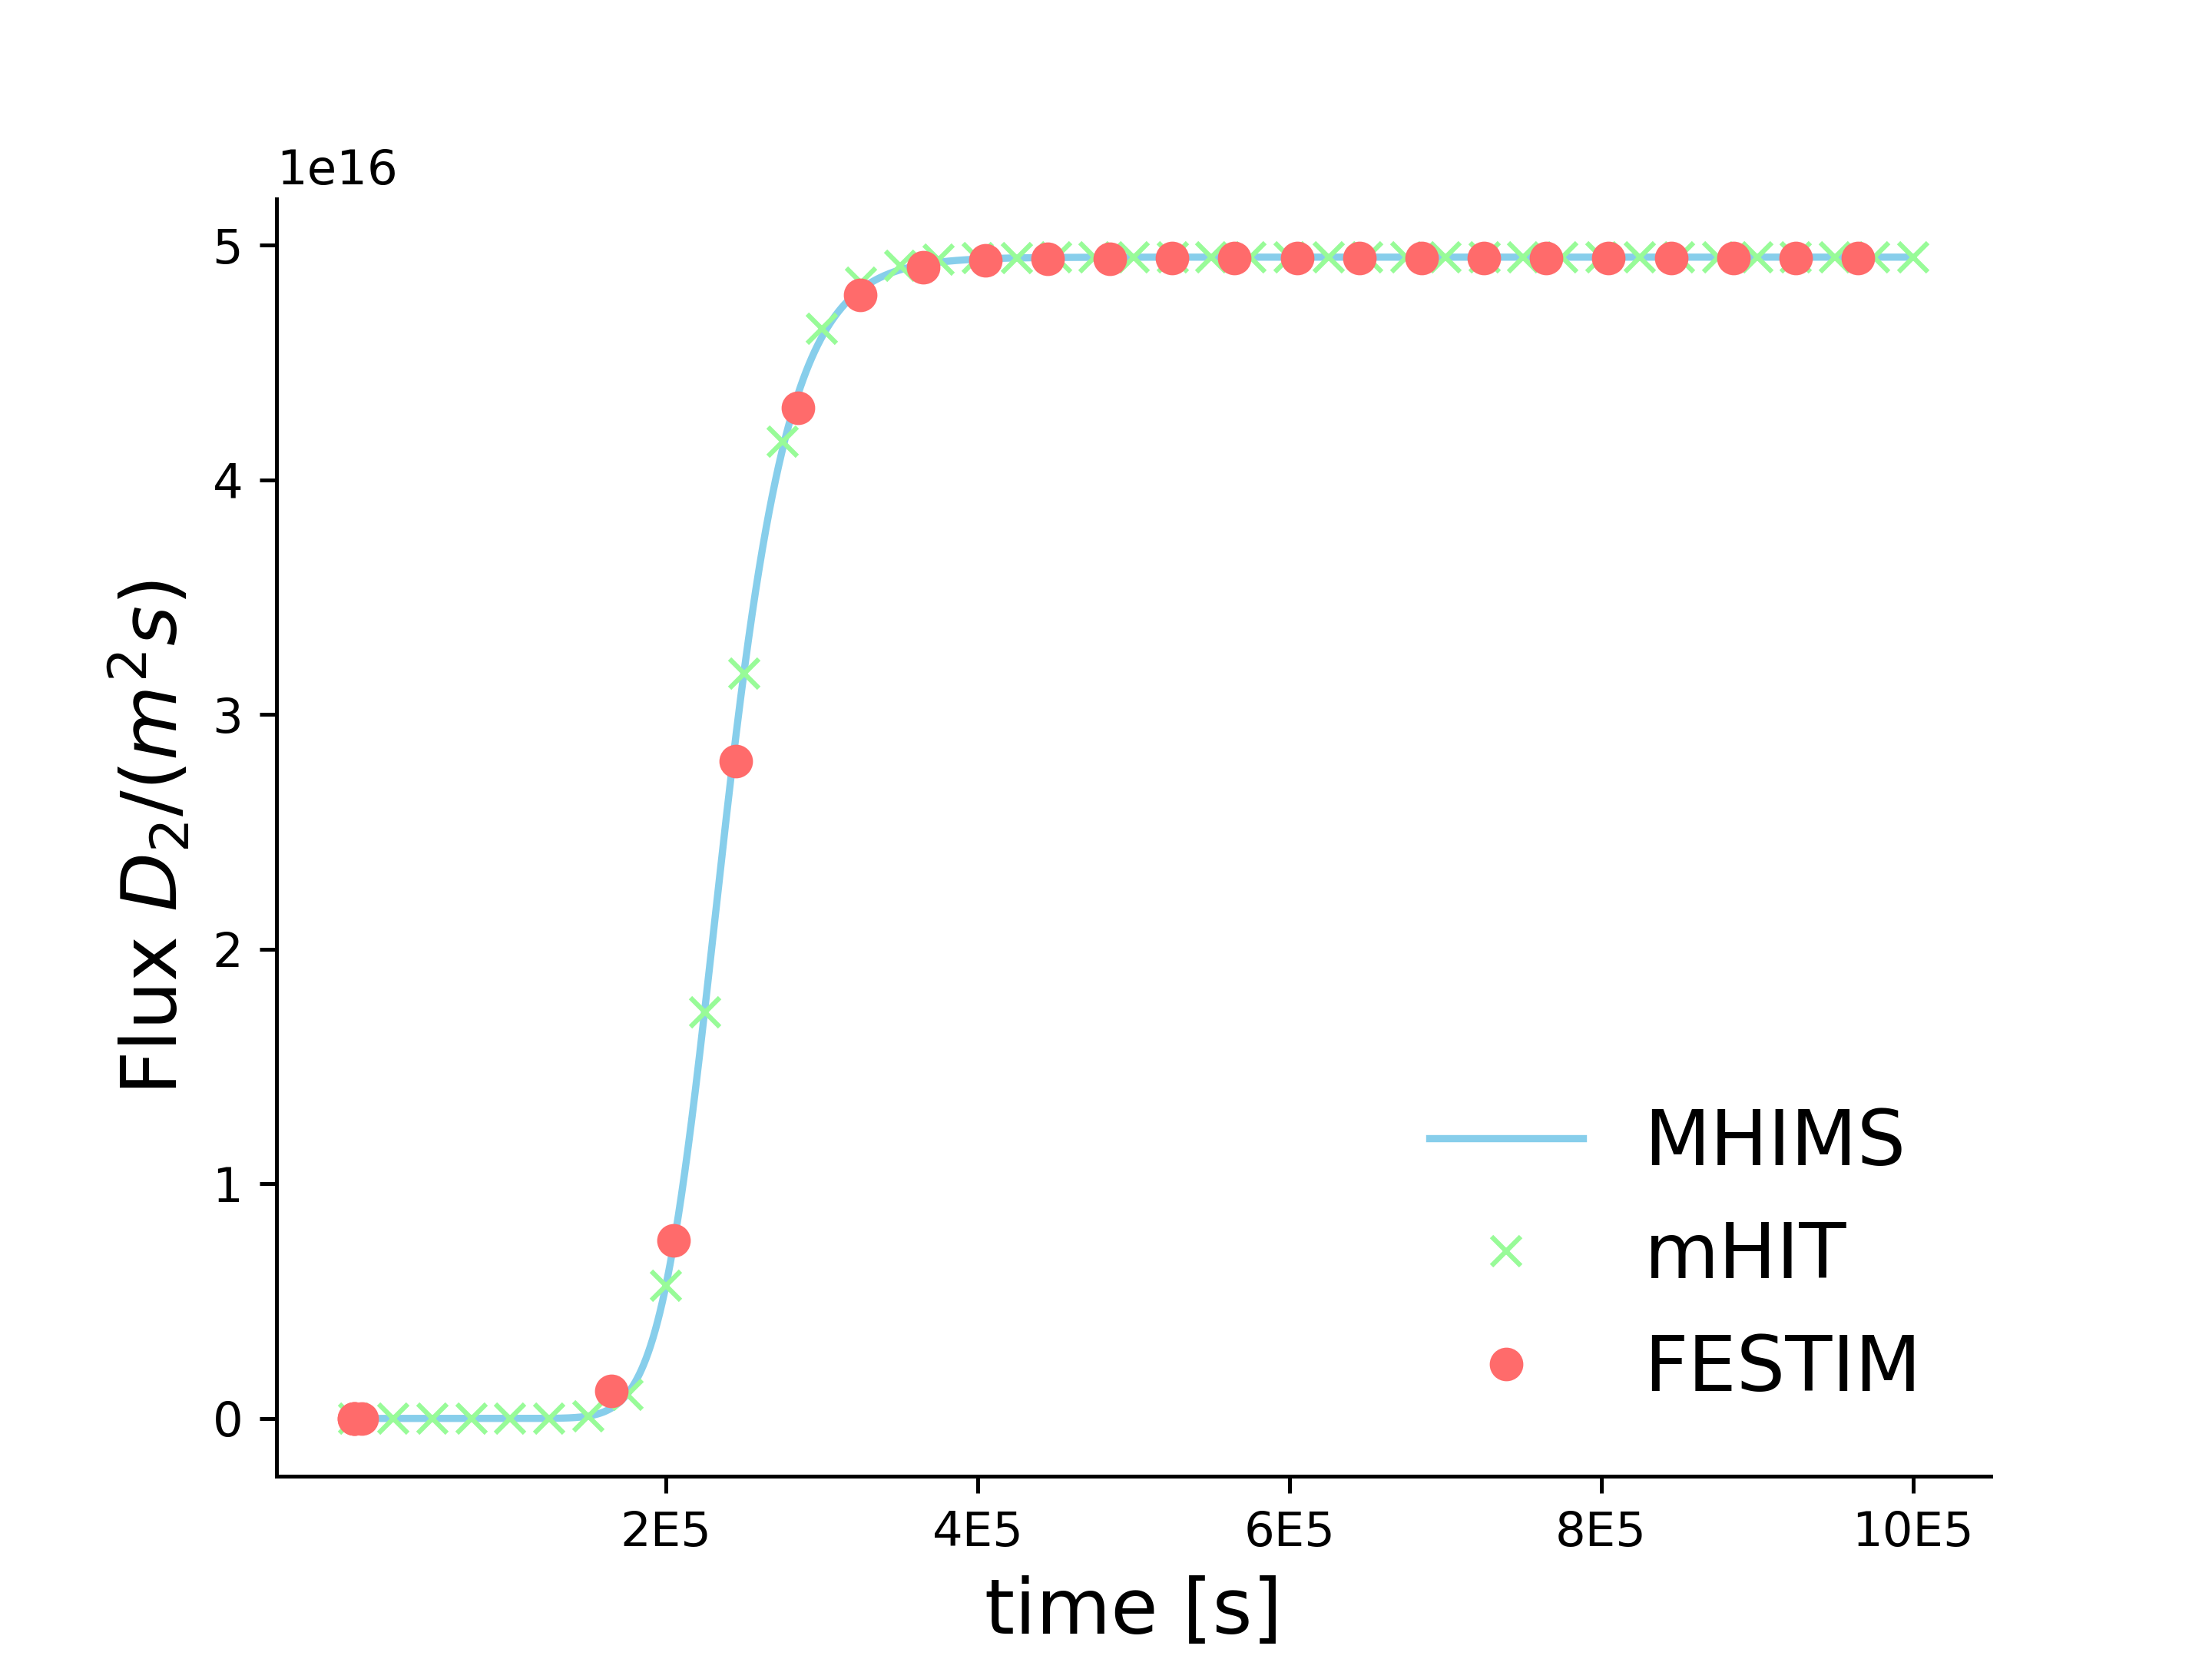 1e16
5
4
3
2
1
0
Flux D₂/(m²s)
2E5 4E5 6E5 8E5 10E5
time [s]
MHIMS
mHIT
FESTIM